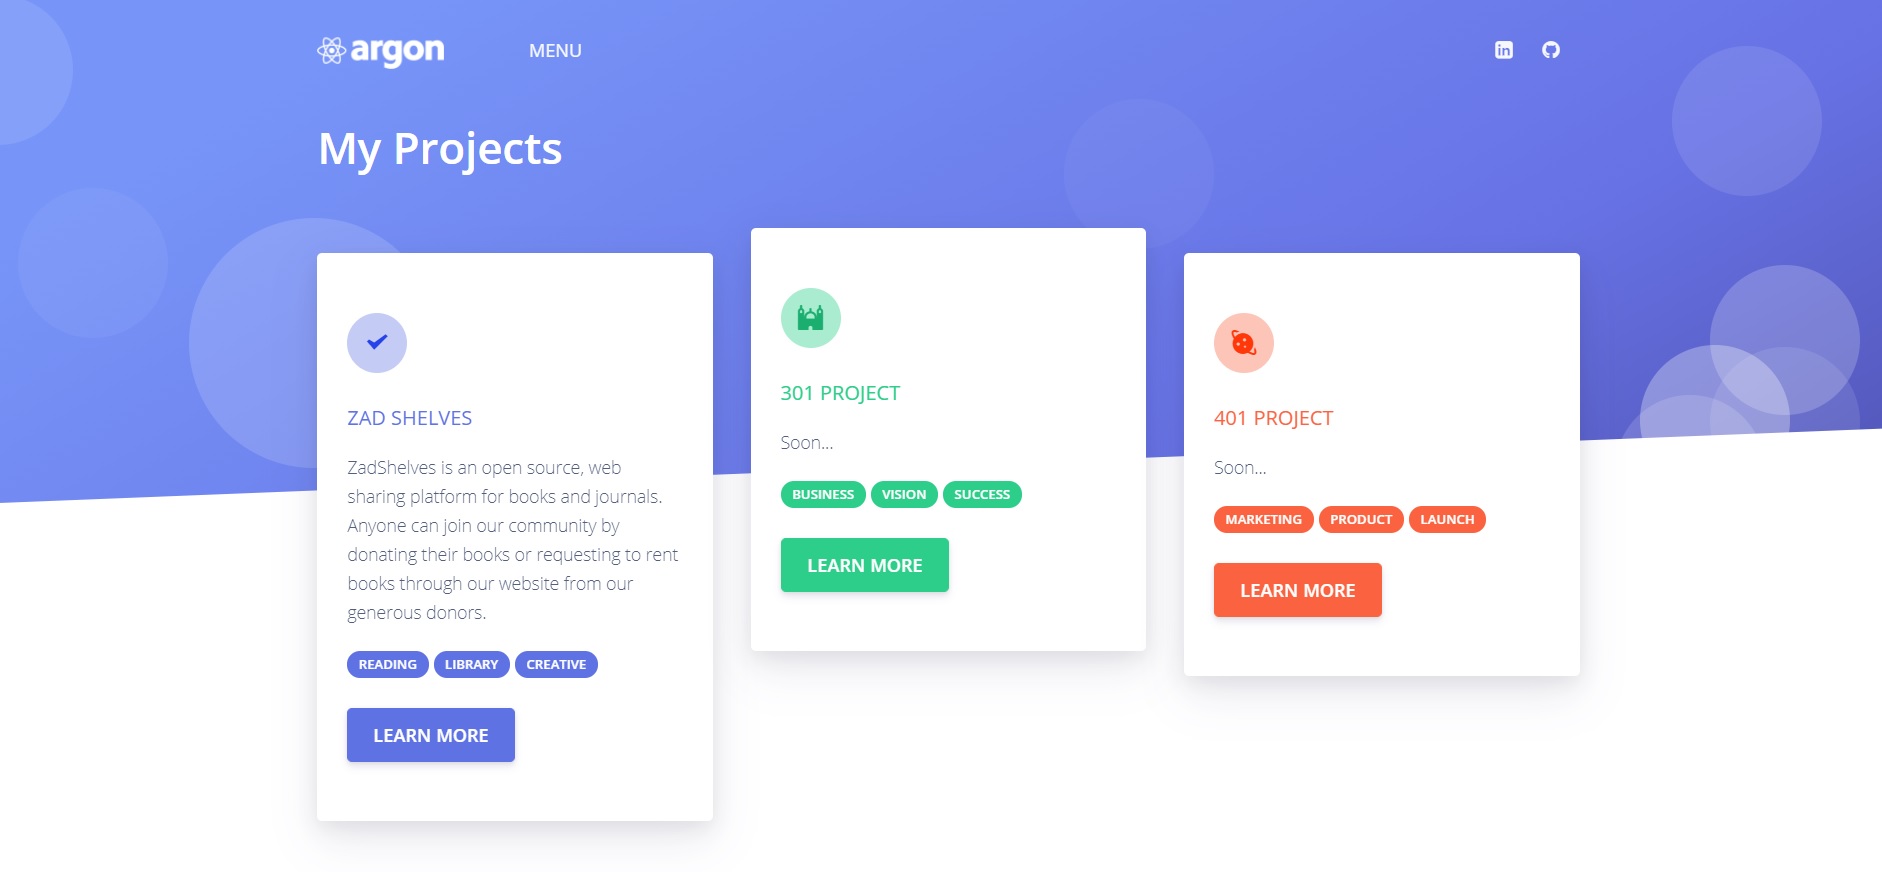 argon
MENU
in
My Projects
ZAD SHELVES
ZadShelves is an open source, web
sharing platform for books and journals.
Anyone can join our community by
donating their books or requesting to rent
books through our website from our
generous donors.
READING LIBRARY CREATIVE
LEARN MORE
301 PROJECT
Soon...
BUSINESS VISION SUCCESS
LEARN MORE
401 PROJECT
Soon...
MARKETING PRODUCT LAUNCH
LEARN MORE